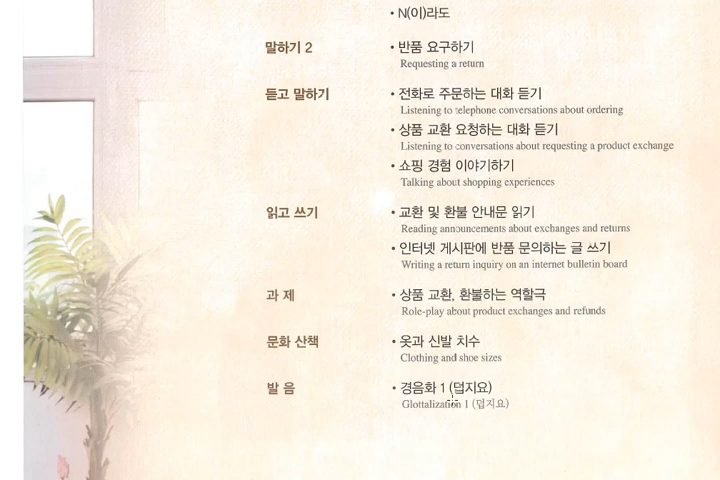 • N(이)라도
말하기 2
• 반품 요구하기
Requesting a return
듣고 말하기
• 전화로 주문하는 대화 듣기
Listening to telephone conversations about ordering
• 상품 교환 요청하는 대화 듣기
Listening to conversations about requesting a product exchange
• 쇼핑 경험 이야기하기
Talking about shopping experiences
읽고 쓰기
• 교환 및 환불 안내문 읽기
Reading announcements about exchanges and returns
• 인터넷 게시판에 반품 문의하는 글 쓰기
Writing a return inquiry on an internet bulletin board
과 제
• 상품 교환, 환불하는 역할극
Role-play about product exchanges and refunds
문화 산책
• 옷과 신발 치수
Clothing and shoe sizes
발 음
• 경음화 1 (덥지요)
Glottalization 1 (덥지요)